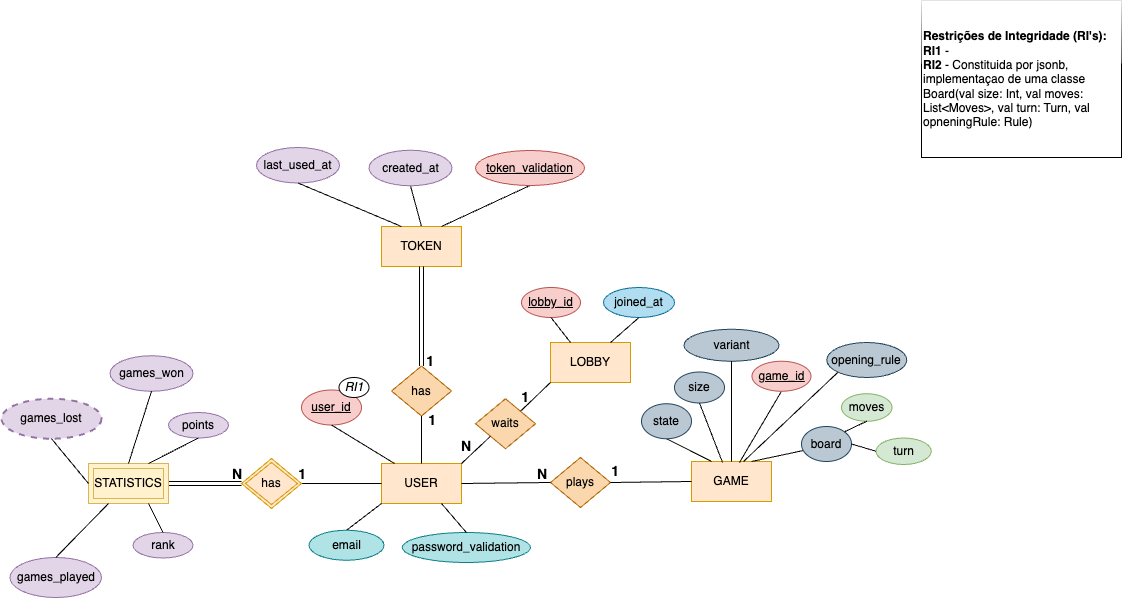 Restrições de Integridade (RI's):
RI1 -
RI2 - Constituida por jsonb,
implementaçao de uma classe
Board(val size: Int, val moves:
List<Moves>, val turn: Turn, val
opneningRule: Rule)
last_used_at
created_at
token_validation
TOKEN
lobby_id
joined_at
variant
1
LOBBY
opening_rule
games_won
size
game_id
RI1
has
1
user_id
moves
games_lost
points
1
waits
state
board
turn
N
N
1
N
1
STATISTICS
has
USER
plays
GAME
rank
email
password_validation
games_played